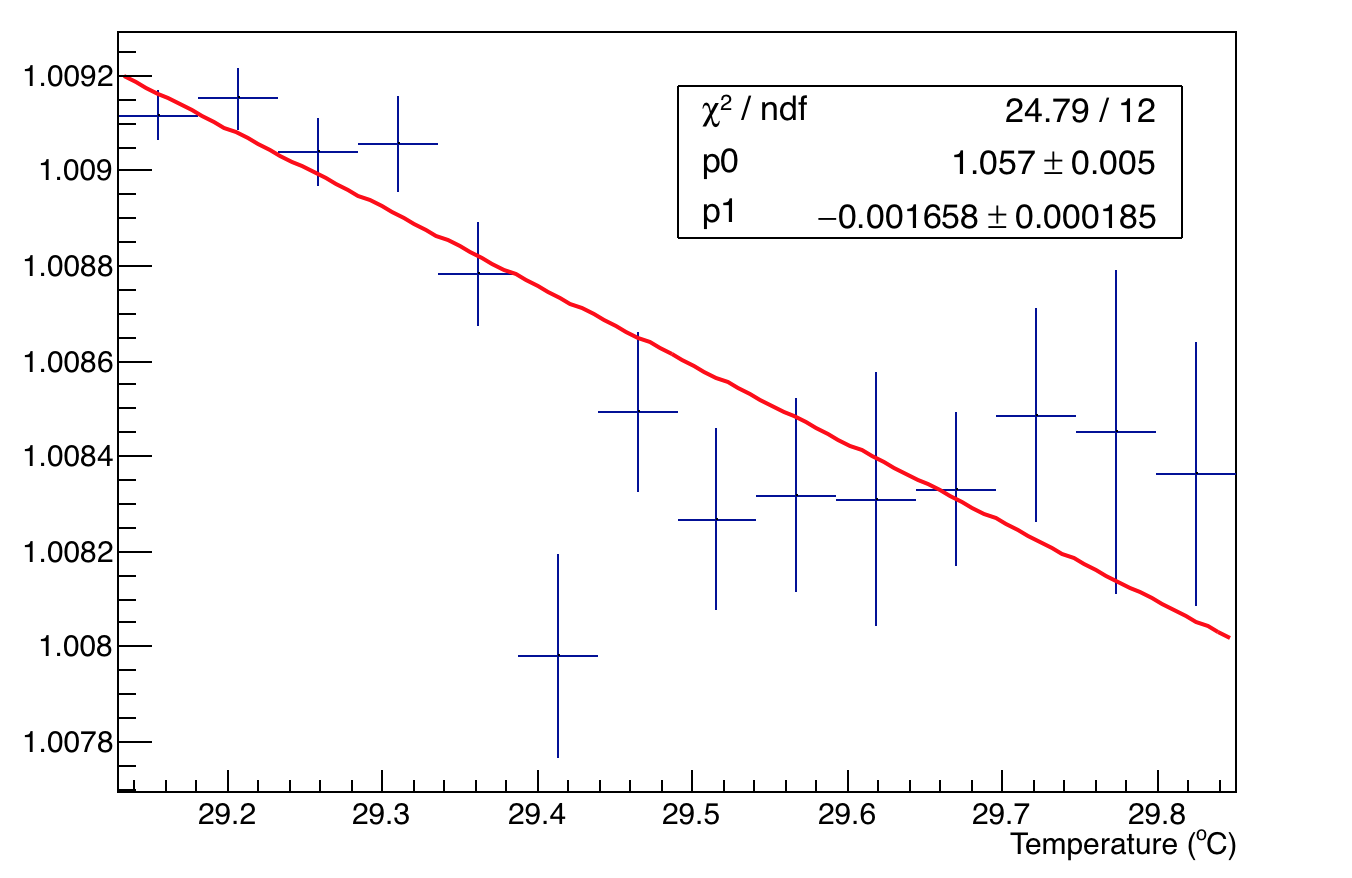 1.0092
1.009
1.0088
1.0086
1.0084
1.0082
1.008
1.0078
χ² / ndf 24.79 / 12
p0 1.057 ± 0.005
p1 −0.001658 ± 0.000185
29.2 29.3 29.4 29.5 29.6 29.7 29.8
Temperature (°C)